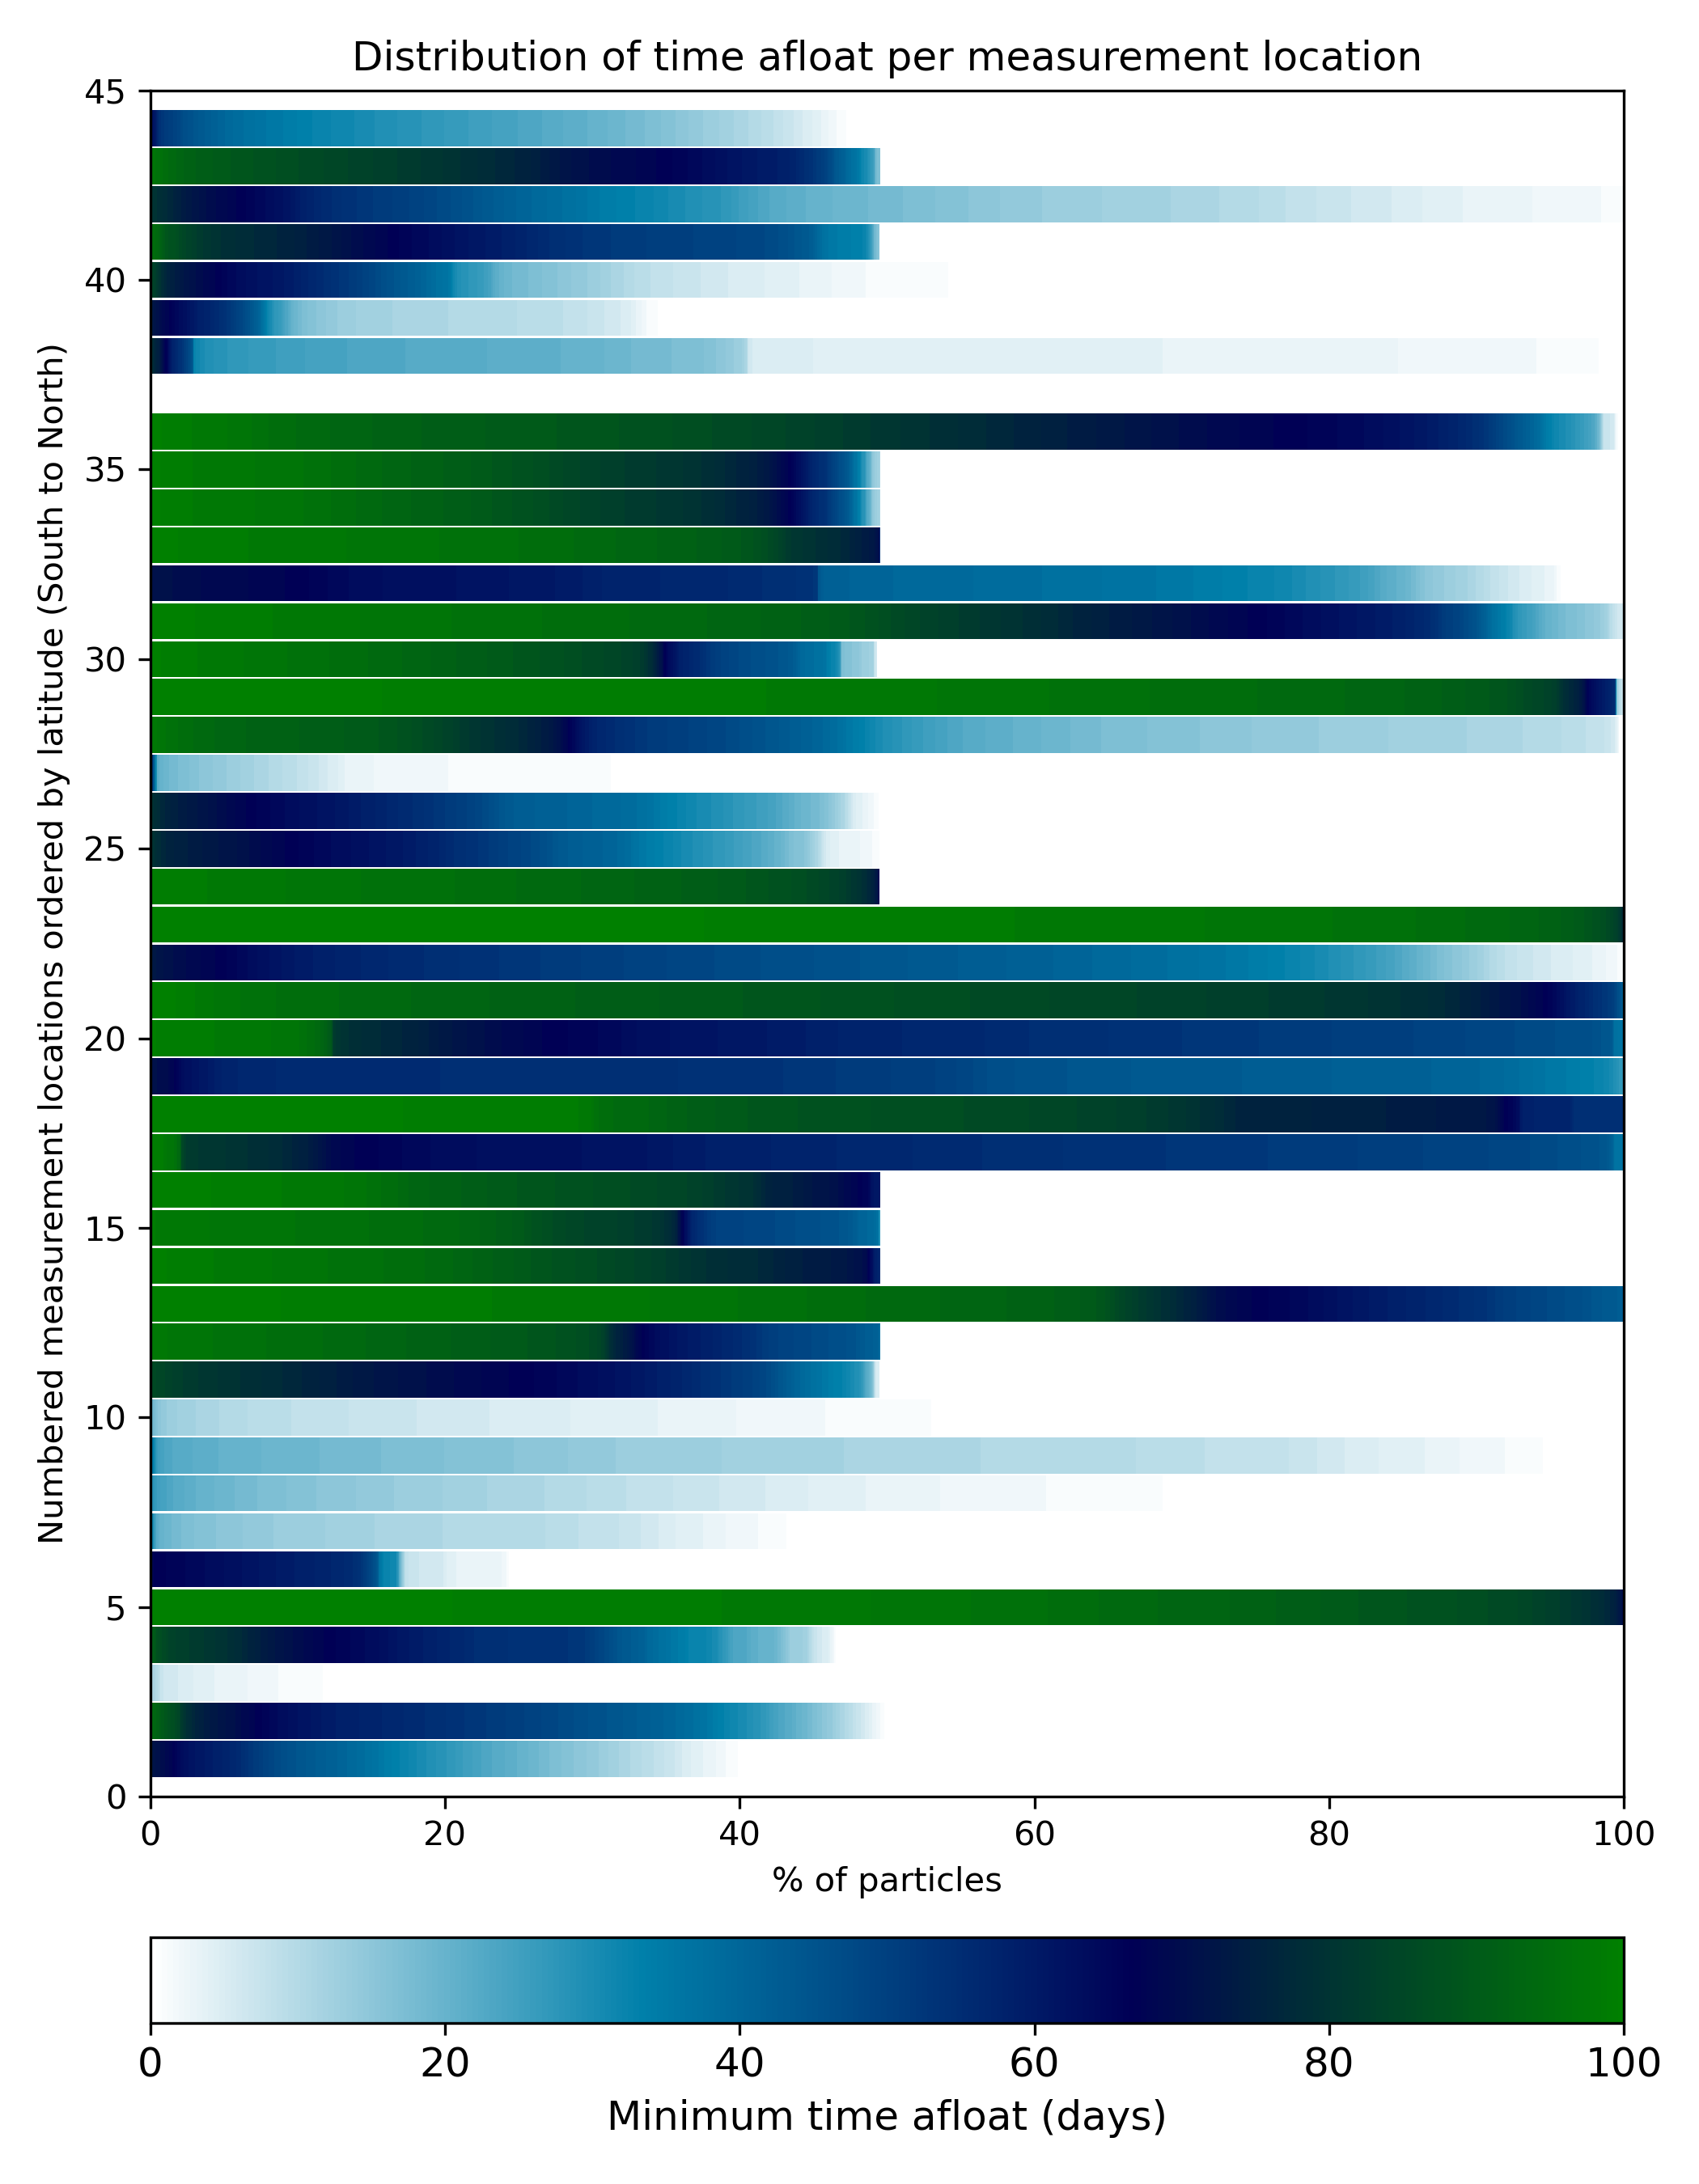 Distribution of time afloat per measurement location
45
40
35
30
25
20
15
10
5
0
Numbered measurement locations ordered by latitude (South to North)
0 20 40 60 80 100
% of particles
0 20 40 60 80 100
Minimum time afloat (days)